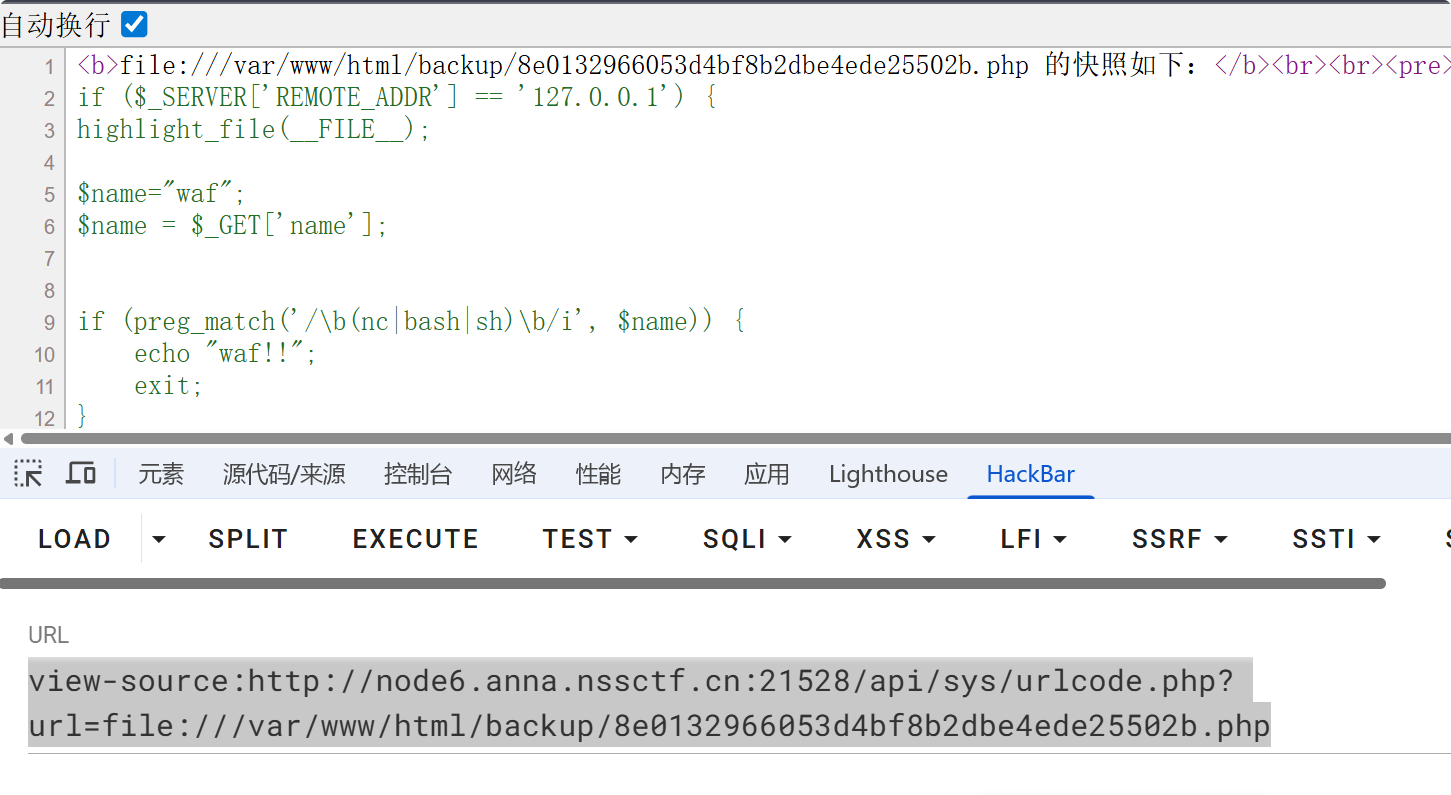 自动换行
1 <b>file:///var/www/html/backup/8e0132966053d4bf8b2dbe4ede25502b.php 的快照如下：</b><br><br><pre>
2 if ($_SERVER['REMOTE_ADDR'] == '127.0.0.1') {
3 highlight_file(__FILE__);
4
5 $name="waf";
6 $name = $_GET['name'];
7
8
9 if (preg_match('/\b(nc|bash|sh)\b/i', $name)) {
10 echo "waf!!";
11 exit;
12 }
元素 源代码/来源 控制台 网络 性能 内存 应用 Lighthouse HackBar
LOAD SPLIT EXECUTE TEST SQLI XSS LFI SSRF SSTI
URL
view-source:http://node6.anna.nssctf.cn:21528/api/sys/urlcode.php?
url=file:///var/www/html/backup/8e0132966053d4bf8b2dbe4ede25502b.php